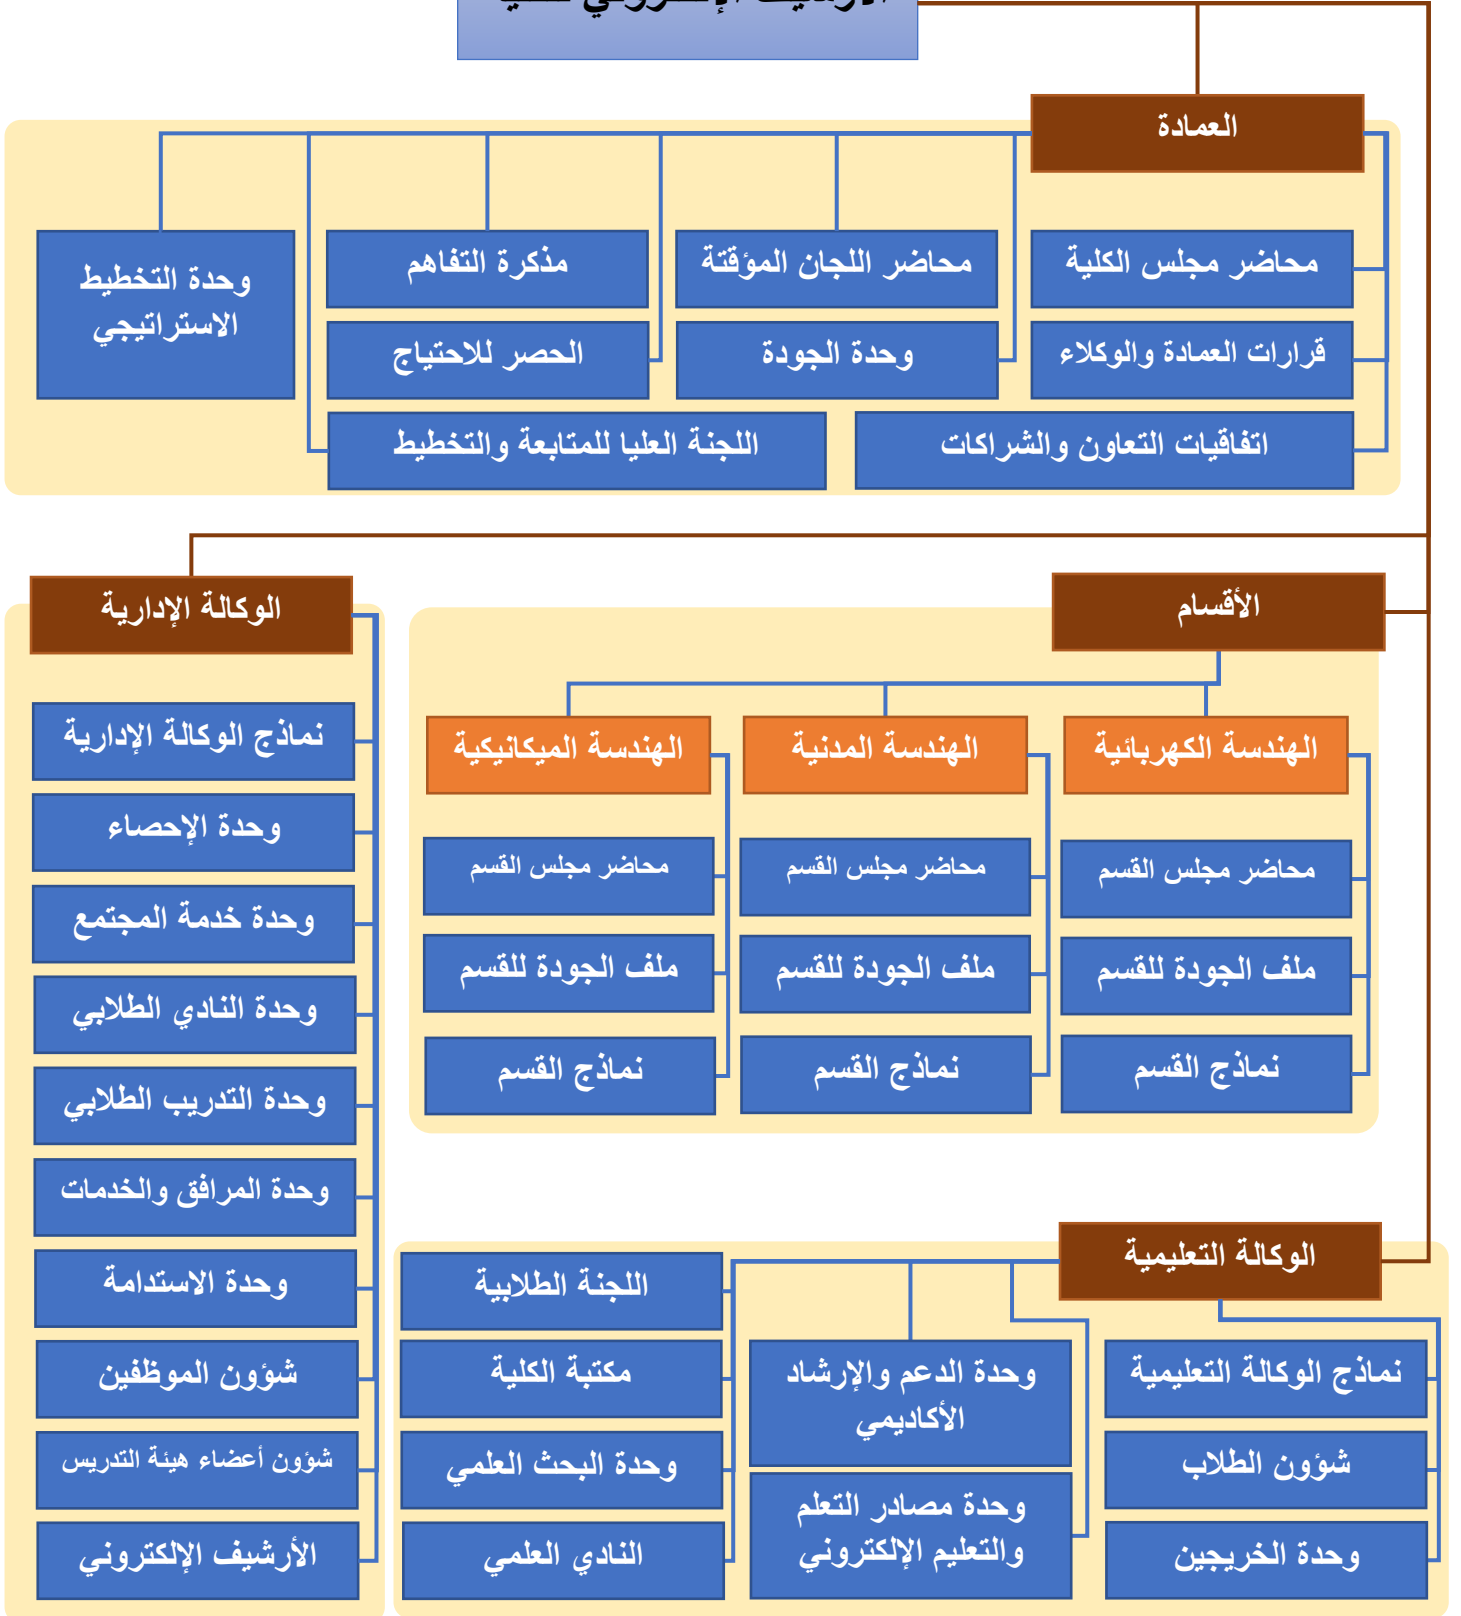 الأرشيف الإلكتروني للكلية
العمادة
محاضر مجلس الكلية
محاضر اللجان المؤقتة
مذكرة التفاهم
وحدة التخطيط
الاستراتيجي
قرارات العمادة والوكلاء
وحدة الجودة
الحصر للاحتياج
اتفاقيات التعاون والشراكات
اللجنة العليا للمتابعة والتخطيط
الأقسام
الهندسة الكهربائية
محاضر مجلس القسم
ملف الجودة للقسم
نماذج القسم
الهندسة المدنية
محاضر مجلس القسم
ملف الجودة للقسم
نماذج القسم
الهندسة الميكانيكية
محاضر مجلس القسم
ملف الجودة للقسم
نماذج القسم
الوكالة الإدارية
نماذج الوكالة الإدارية
وحدة الإحصاء
وحدة خدمة المجتمع
وحدة النادي الطلابي
وحدة التدريب الطلابي
وحدة المرافق والخدمات
وحدة الاستدامة
شؤون الموظفين
شؤون أعضاء هيئة التدريس
الأرشيف الإلكتروني
الوكالة التعليمية
نماذج الوكالة التعليمية
شؤون الطلاب
وحدة الخريجين
وحدة الدعم والإرشاد
الأكاديمي
وحدة مصادر التعلم
والتعليم الإلكتروني
اللجنة الطلابية
مكتبة الكلية
وحدة البحث العلمي
النادي العلمي